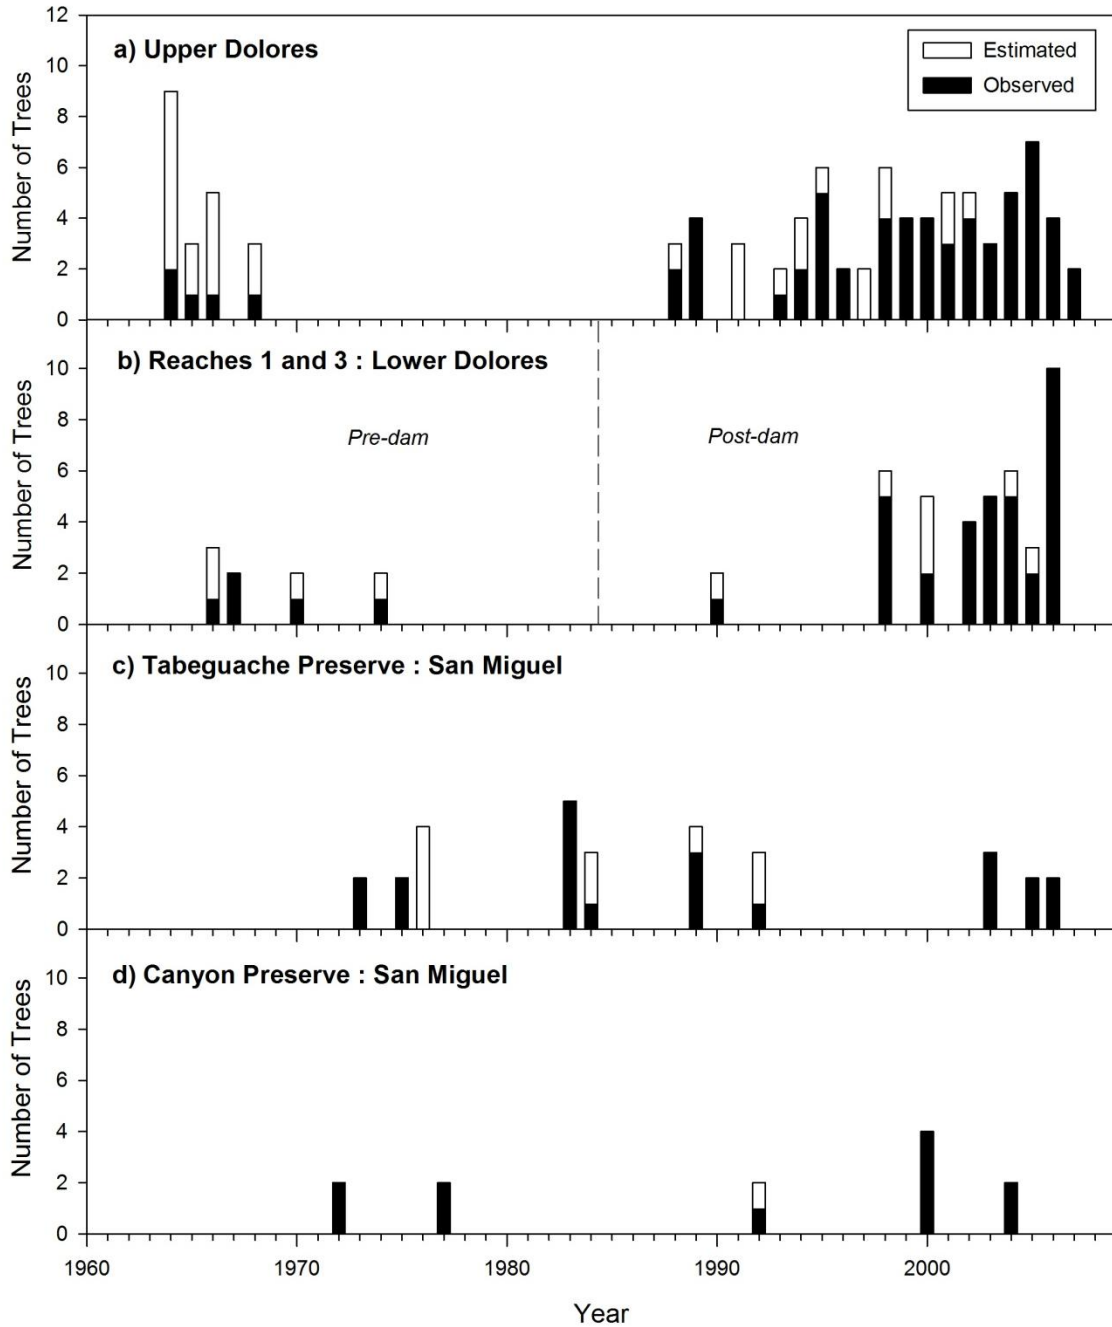 12
10
8
6
4
2
0
Number of Trees
a) Upper Dolores
Estimated
Observed
10
8
6
4
2
0
Number of Trees
b) Reaches 1 and 3 : Lower Dolores
Pre-dam
Post-dam
10
8
6
4
2
0
Number of Trees
c) Tabeguache Preserve : San Miguel
10
8
6
4
2
0
Number of Trees
d) Canyon Preserve : San Miguel
1960 1970 1980 1990 2000
Year